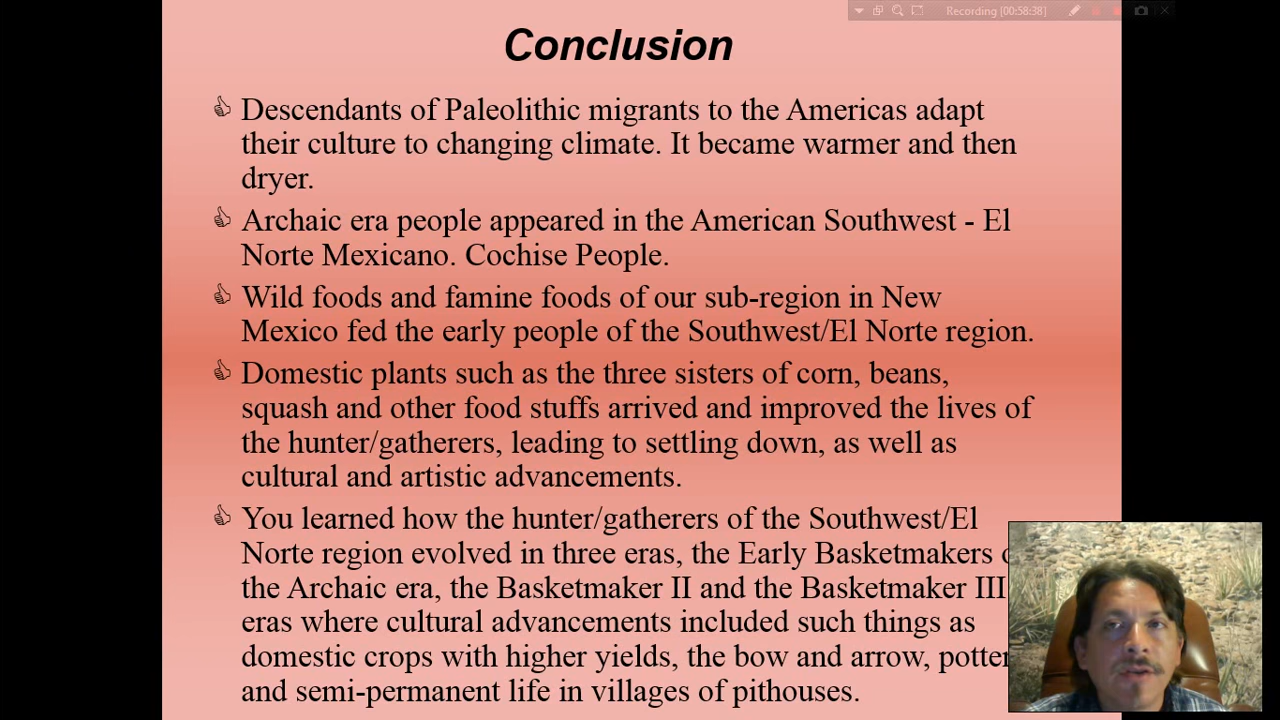 Recording [00:58:38]
Conclusion
Descendants of Paleolithic migrants to the Americas adapt
their culture to changing climate. It became warmer and then
dryer.
Archaic era people appeared in the American Southwest - El
Norte Mexicano. Cochise People.
Wild foods and famine foods of our sub-region in New
Mexico fed the early people of the Southwest/El Norte region.
Domestic plants such as the three sisters of corn, beans,
squash and other food stuffs arrived and improved the lives of
the hunter/gatherers, leading to settling down, as well as
cultural and artistic advancements.
You learned how the hunter/gatherers of the Southwest/El
Norte region evolved in three eras, the Early Basketmakers
the Archaic era, the Basketmaker II and the Basketmaker III
eras where cultural advancements included such things as
domestic crops with higher yields, the bow and arrow,
and semi-permanent life in villages of pithouses.